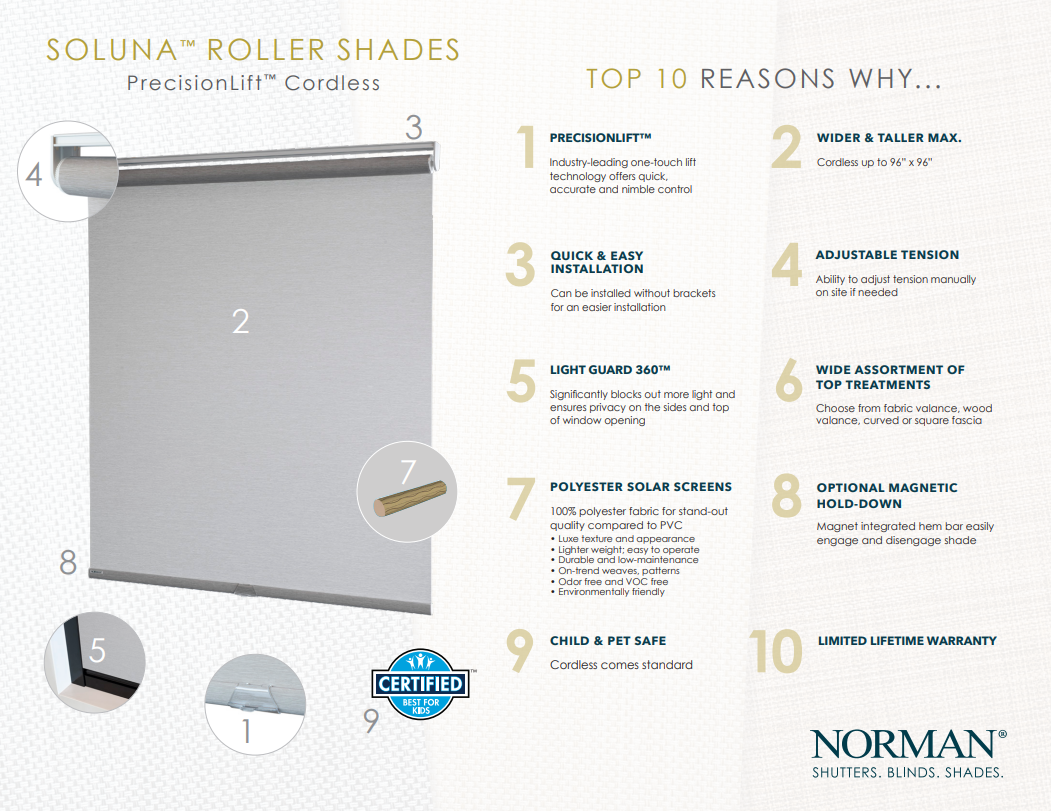 SOLUNA™ ROLLER SHADES
PrecisionLift™ Cordless
3
4
2
7
8
5
1
9
CERTIFIED™
BEST FOR
KIDS
TOP 10 REASONS WHY...
1
PRECISIONLIFT™
Industry-leading one-touch lift
technology offers quick,
accurate and nimble control
2
WIDER & TALLER MAX.
Cordless up to 96" x 96"
3
QUICK & EASY
INSTALLATION
Can be installed without brackets
for an easier installation
4
ADJUSTABLE TENSION
Ability to adjust tension manually
on site if needed
5
LIGHT GUARD 360™
Significantly blocks out more light and
ensures privacy on the sides and top
of window opening
6
WIDE ASSORTMENT OF
TOP TREATMENTS
Choose from fabric valance, wood
valance, curved or square fascia
7
POLYESTER SOLAR SCREENS
100% polyester fabric for stand-out
quality compared to PVC
• Luxe texture and appearance
• Lighter weight; easy to operate
• Durable and low-maintenance
• On-trend weaves, patterns
• Odor free and VOC free
• Environmentally friendly
8
OPTIONAL MAGNETIC
HOLD-DOWN
Magnet integrated hem bar easily
engage and disengage shade
9
CHILD & PET SAFE
Cordless comes standard
10
LIMITED LIFETIME WARRANTY
NORMAN®
SHUTTERS. BLINDS. SHADES.